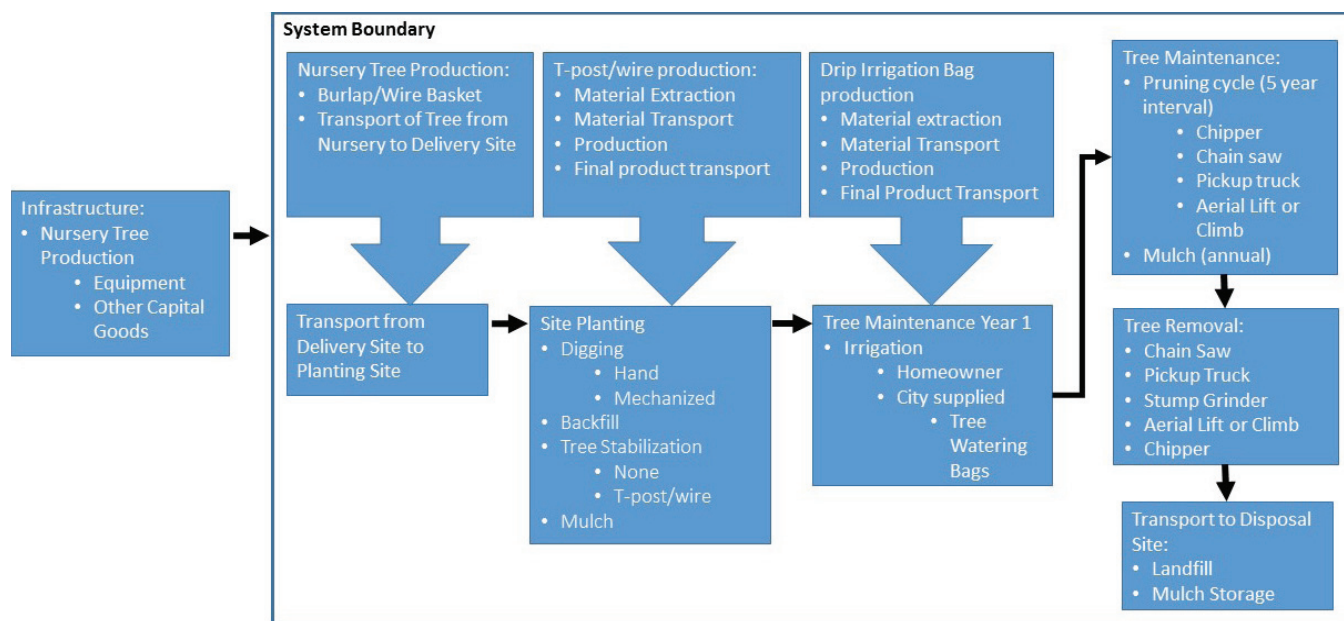 System Boundary
Infrastructure:
• Nursery Tree
Production
• Equipment
• Other Capital
Goods
Nursery Tree Production:
• Burlap/Wire Basket
• Transport of Tree from
Nursery to Delivery Site
T-post/wire production:
• Material Extraction
• Material Transport
• Production
• Final product transport
Drip Irrigation Bag
production
• Material extraction
• Material Transport
• Production
• Final Product Transport
Transport from
Delivery Site to
Planting Site
Site Planting
• Digging
• Hand
• Mechanized
• Backfill
• Tree Stabilization
• None
• T-post/wire
• Mulch
Tree Maintenance Year 1
• Irrigation
• Homeowner
• City supplied
• Tree
Watering
Bags
Tree Maintenance:
• Pruning cycle (5 year
interval)
• Chipper
• Chain saw
• Pickup truck
• Aerial Lift or
Climb
• Mulch (annual)
Tree Removal:
• Chain Saw
• Pickup Truck
• Stump Grinder
• Aerial Lift or Climb
• Chipper
Transport to Disposal
Site:
• Landfill
• Mulch Storage